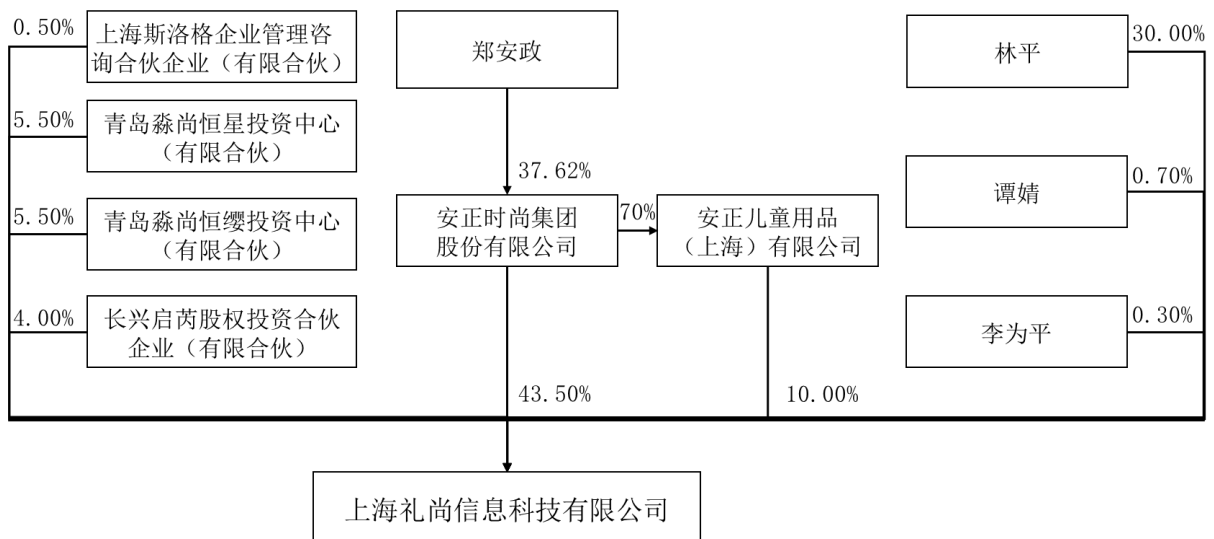 0.50%
上海斯洛格企业管理咨
询合伙企业（有限合伙）
郑安政
林平
30.00%
5.50%
青岛淼尚恒星投资中心
（有限合伙）
37.62%
谭婧
0.70%
5.50%
青岛淼尚恒缨投资中心
（有限合伙）
安正时尚集团
股份有限公司
70%
安正儿童用品
（上海）有限公司
4.00%
长兴启芮股权投资合伙
企业（有限合伙）
李为平
0.30%
43.50%
10.00%
上海礼尚信息科技有限公司